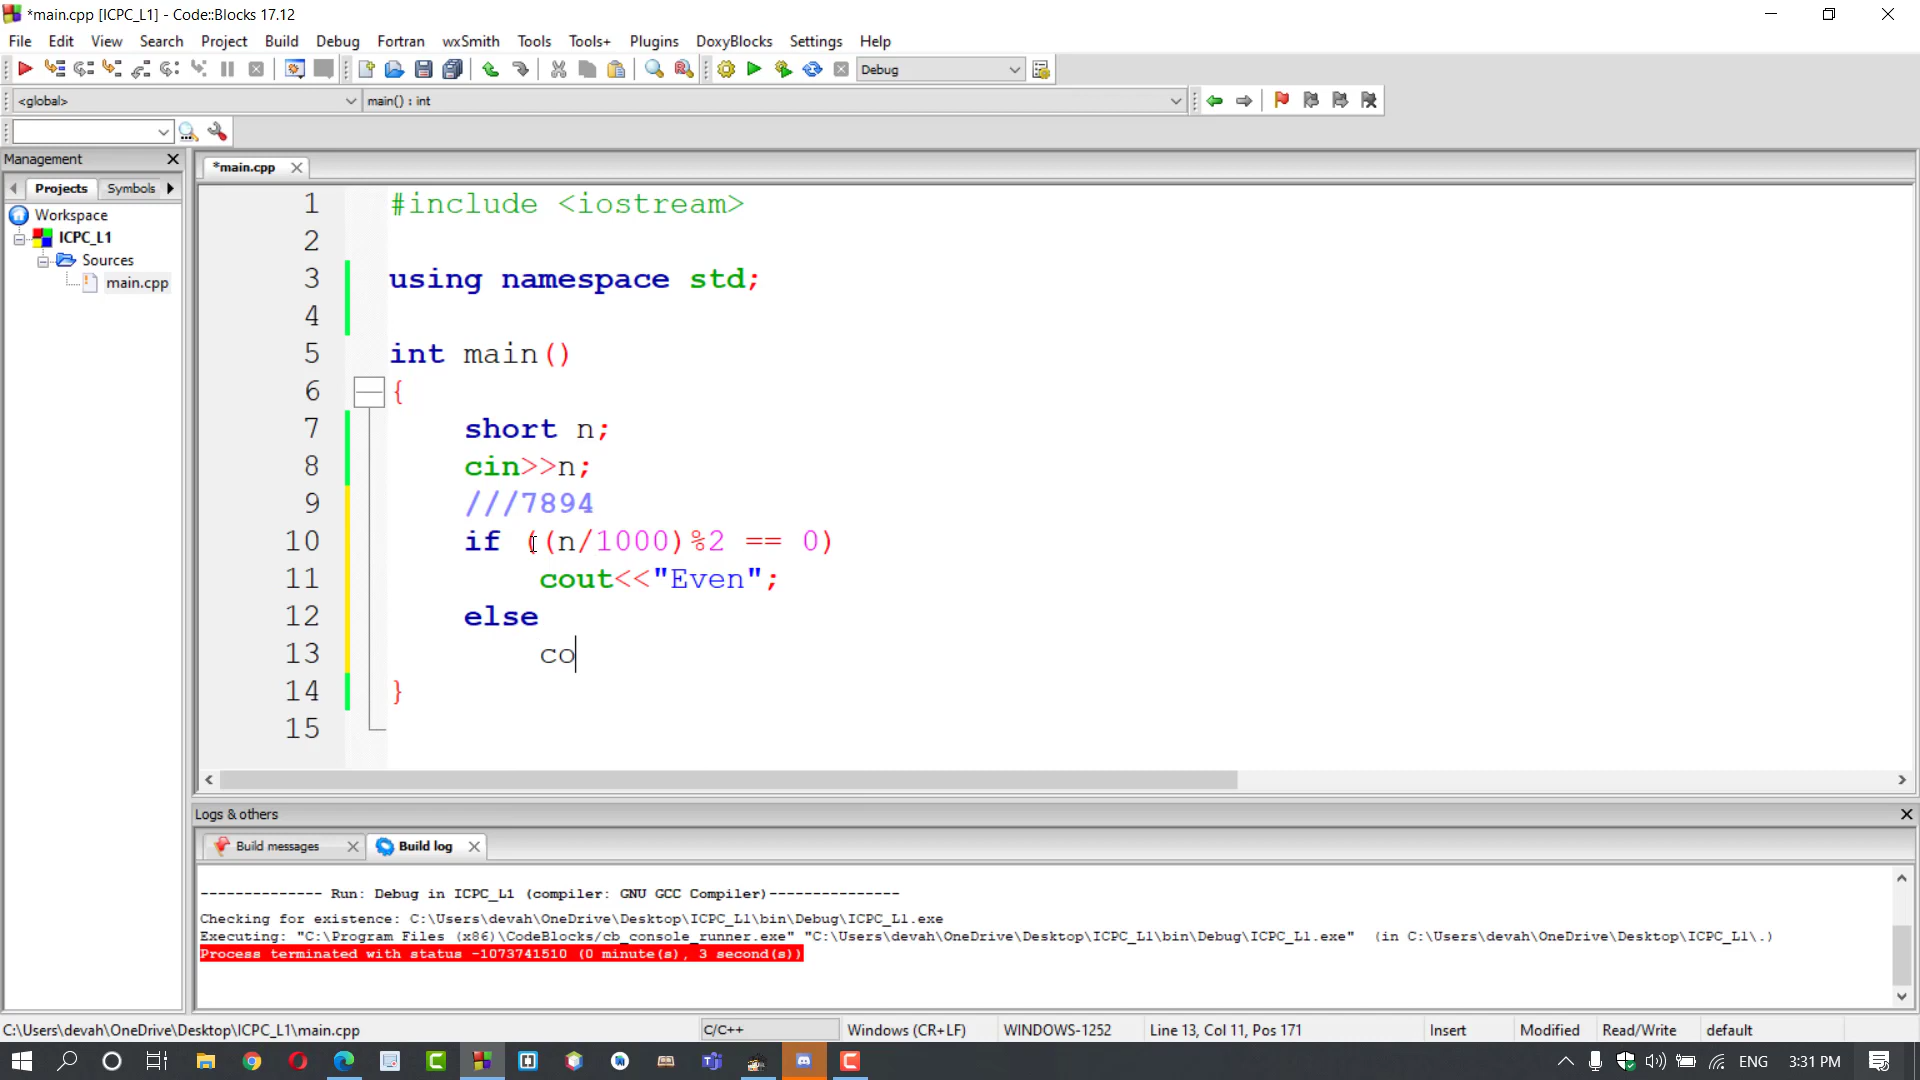 *main.cpp [ICPC_L1] - Code::Blocks 17.12
File Edit View Search Project Build Debug Fortran wxSmith Tools Tools+ Plugins DoxyBlocks Settings Help
Debug
<global> main() : int
Management
Projects Symbols
Workspace
ICPC_L1
Sources
main.cpp
*main.cpp
1 #include <iostream>
2
3 using namespace std;
4
5 int main()
6 {
7 short n;
8 cin>>n;
9 ///7894
10 if ((n/1000)%2 == 0)
11 cout<<"Even";
12 else
13 co
14 }
15
Logs & others
Build messages Build log
-------------- Run: Debug in ICPC_L1 (compiler: GNU GCC Compiler)---------------
Checking for existence: C:\Users\devah\OneDrive\Desktop\ICPC_L1\bin\Debug\ICPC_L1.exe
Executing: "C:\Program Files (x86)\CodeBlocks/cb_console_runner.exe" "C:\Users\devah\OneDrive\Desktop\ICPC_L1\bin\Debug\ICPC_L1.exe" (in C:\Users\devah\OneDrive\Desktop\ICPC_L1\.)
Process terminated with status -1073741510 (0 minute(s), 3 second(s))
C:\Users\devah\OneDrive\Desktop\ICPC_L1\main.cpp C/C++ Windows (CR+LF) WINDOWS-1252 Line 13, Col 11, Pos 171 Insert Modified Read/Write default
ENG 3:31 PM